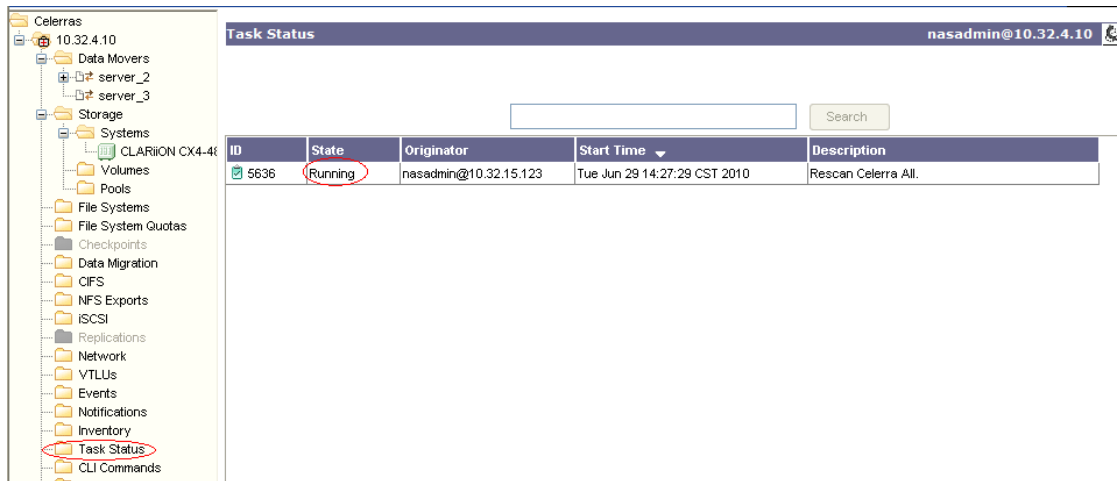 Celerras
10.32.4.10
Data Movers
server_2
server_3
Storage
Systems
CLARiiON CX4-48
Volumes
Pools
File Systems
File System Quotas
Checkpoints
Data Migration
CIFS
NFS Exports
iSCSI
Replications
Network
VTLUs
Events
Notifications
Inventory
Task Status
CLI Commands
Task Status nasadmin@10.32.4.10
Search
ID State Originator Start Time Description
5636 Running nasadmin@10.32.15.123 Tue Jun 29 14:27:29 CST 2010 Rescan Celerra All.